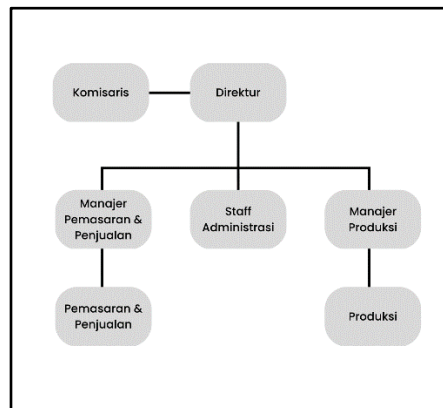 Komisaris
Direktur
Manajer
Pemasaran &
Penjualan
Staff
Administrasi
Manajer
Produksi
Pemasaran &
Penjualan
Produksi